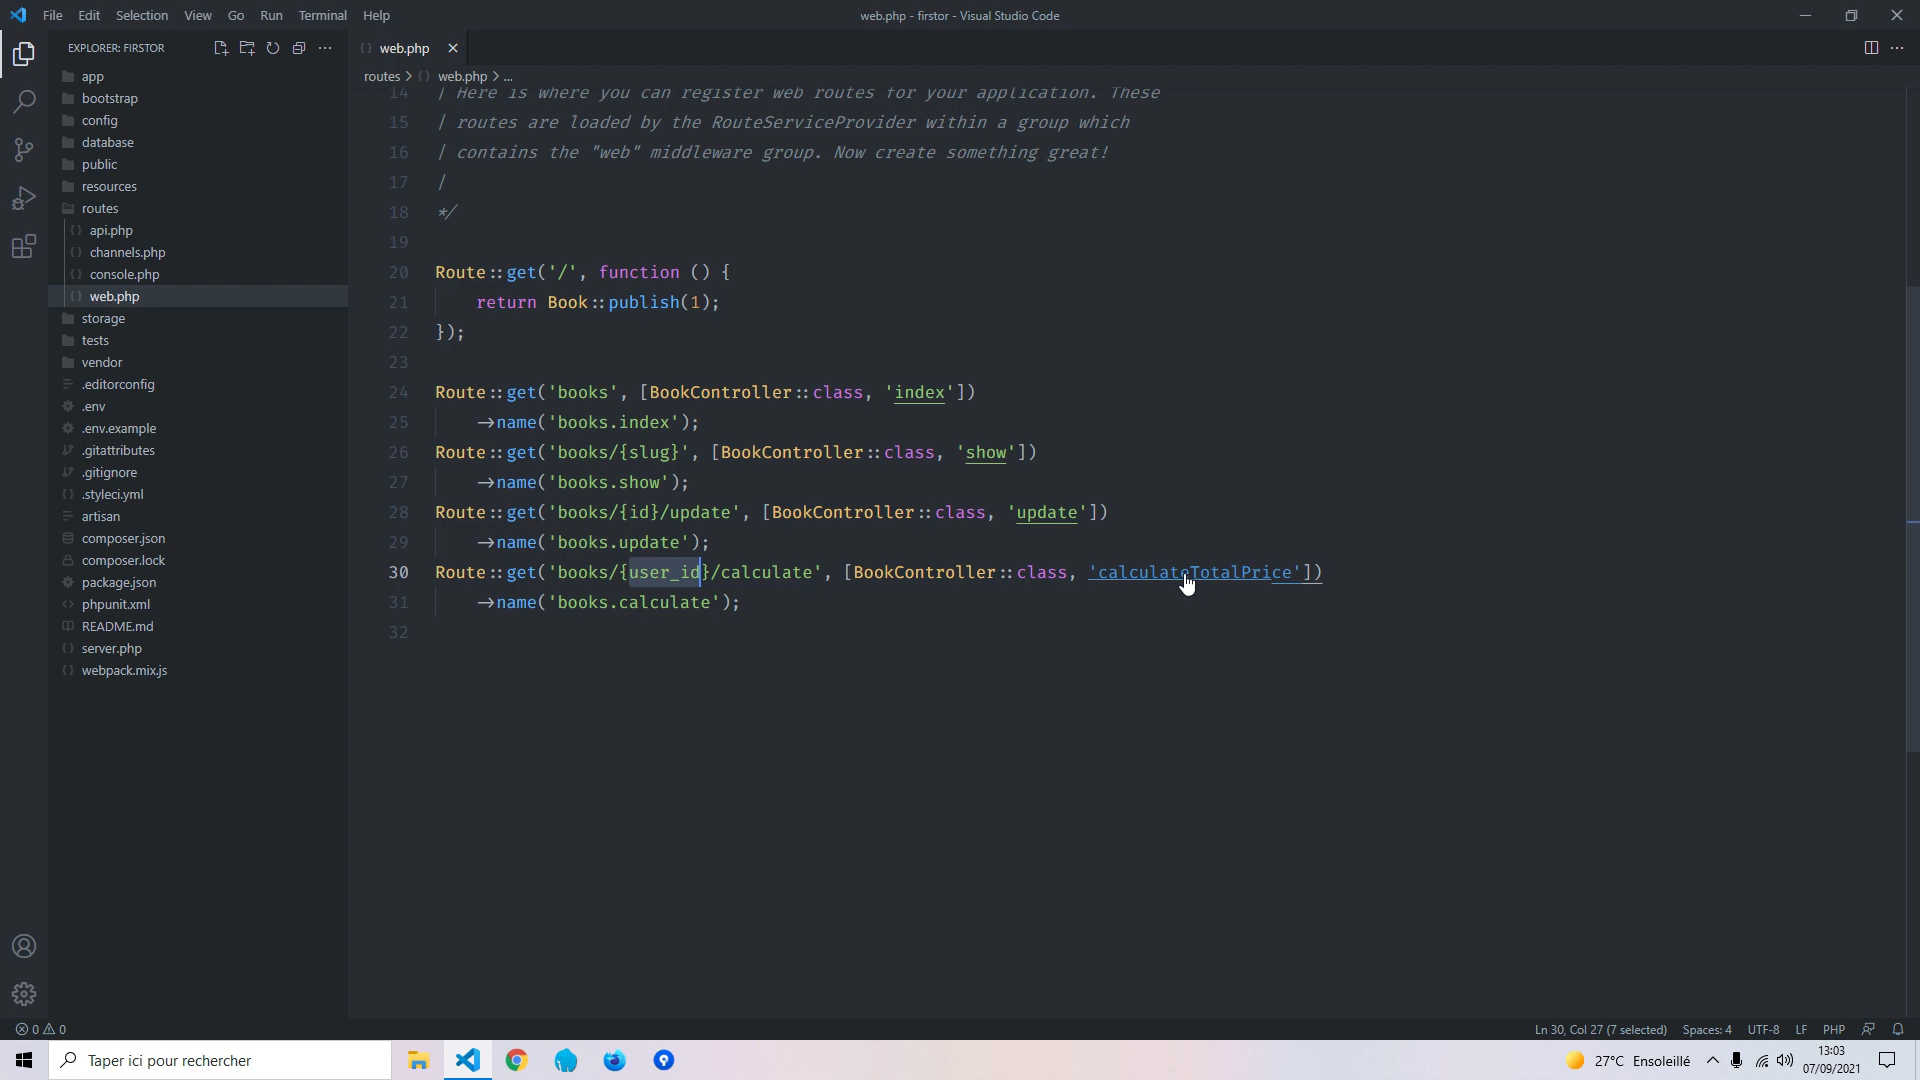 File Edit Selection View Go Run Terminal Help
web.php - firstor - Visual Studio Code
EXPLORER: FIRSTOR
app
bootstrap
config
database
public
resources
routes
api.php
channels.php
console.php
web.php
storage
tests
vendor
.editorconfig
.env
.env.example
.gitattributes
.gitignore
.styleci.yml
artisan
composer.json
composer.lock
package.json
phpunit.xml
README.md
server.php
webpack.mix.js
web.php
routes > web.php > ...
14 | Here is where you can register web routes for your application. These
15 | routes are loaded by the RouteServiceProvider within a group which
16 | contains the "web" middleware group. Now create something great!
17 |
18 */
19
20 Route::get('/', function () {
21 return Book::publish(1);
22 });
23
24 Route::get('books', [BookController::class, 'index'])
25 ->name('books.index');
26 Route::get('books/{slug}', [BookController::class, 'show'])
27 ->name('books.show');
28 Route::get('books/{id}/update', [BookController::class, 'update'])
29 ->name('books.update');
30 Route::get('books/{user_id}/calculate', [BookController::class, 'calculateTotalPrice'])
31 ->name('books.calculate');
32
0 0
Ln 30, Col 27 (7 selected) Spaces: 4 UTF-8 LF PHP
Taper ici pour rechercher
27°C Ensoleillé
13:03
07/09/2021